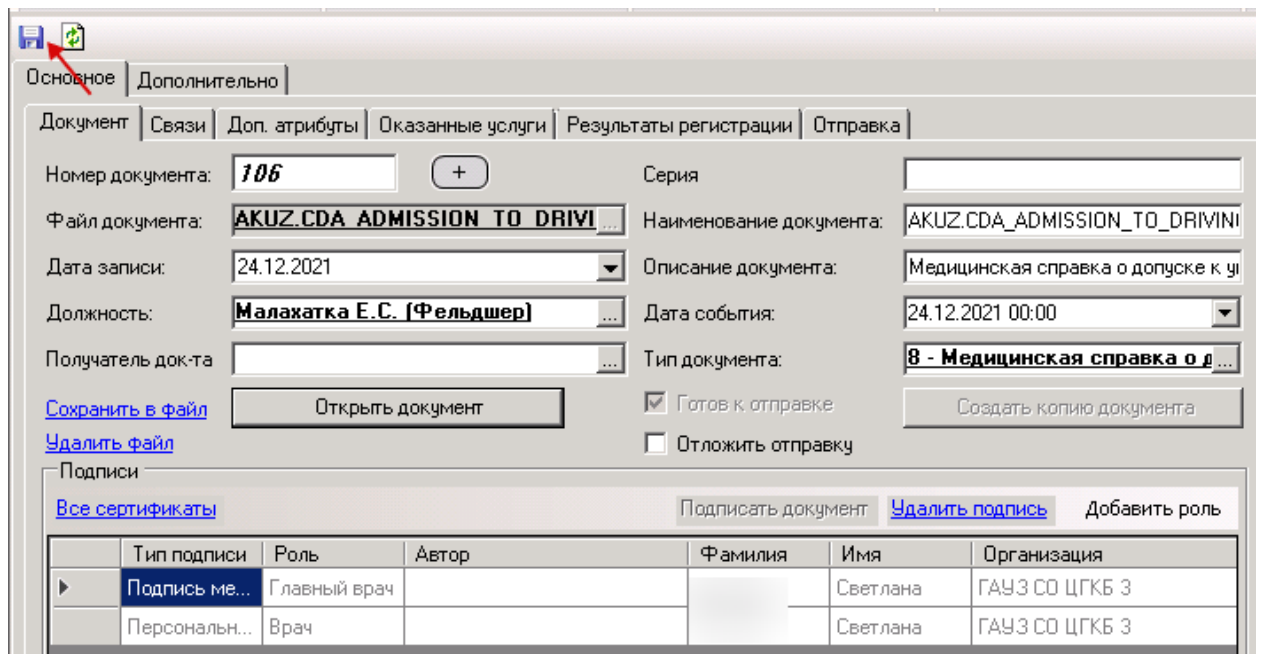 Основное Дополнительно
Документ Связи Доп. атрибуты Оказанные услуги Результаты регистрации Отправка
Номер документа: 106 + Серия
Файл документа: AKUZ.CDA_ADMISSION_TO_DRIVI ... Наименование документа: AKUZ.CDA_ADMISSION_TO_DRIVIN
Дата записи: 24.12.2021 Описание документа: Медицинская справка о допуске к
Должность: Малахатка Е.С. (Фельдшер) ... Дата события: 24.12.2021 00:00
Получатель док-та ... Тип документа: 8 - Медицинская справка о д ...
Сохранить в файл Открыть документ Готов к отправке Создать копию документа
Удалить файл Отложить отправку
Подписи
Все сертификаты Подписать документ Удалить подпись Добавить роль
Тип подписи Роль Автор Фамилия Имя Организация
Подпись ме... Главный врач Светлана ГАУЗ СО ЦГКБ 3
Персональн... Врач Светлана ГАУЗ СО ЦГКБ 3